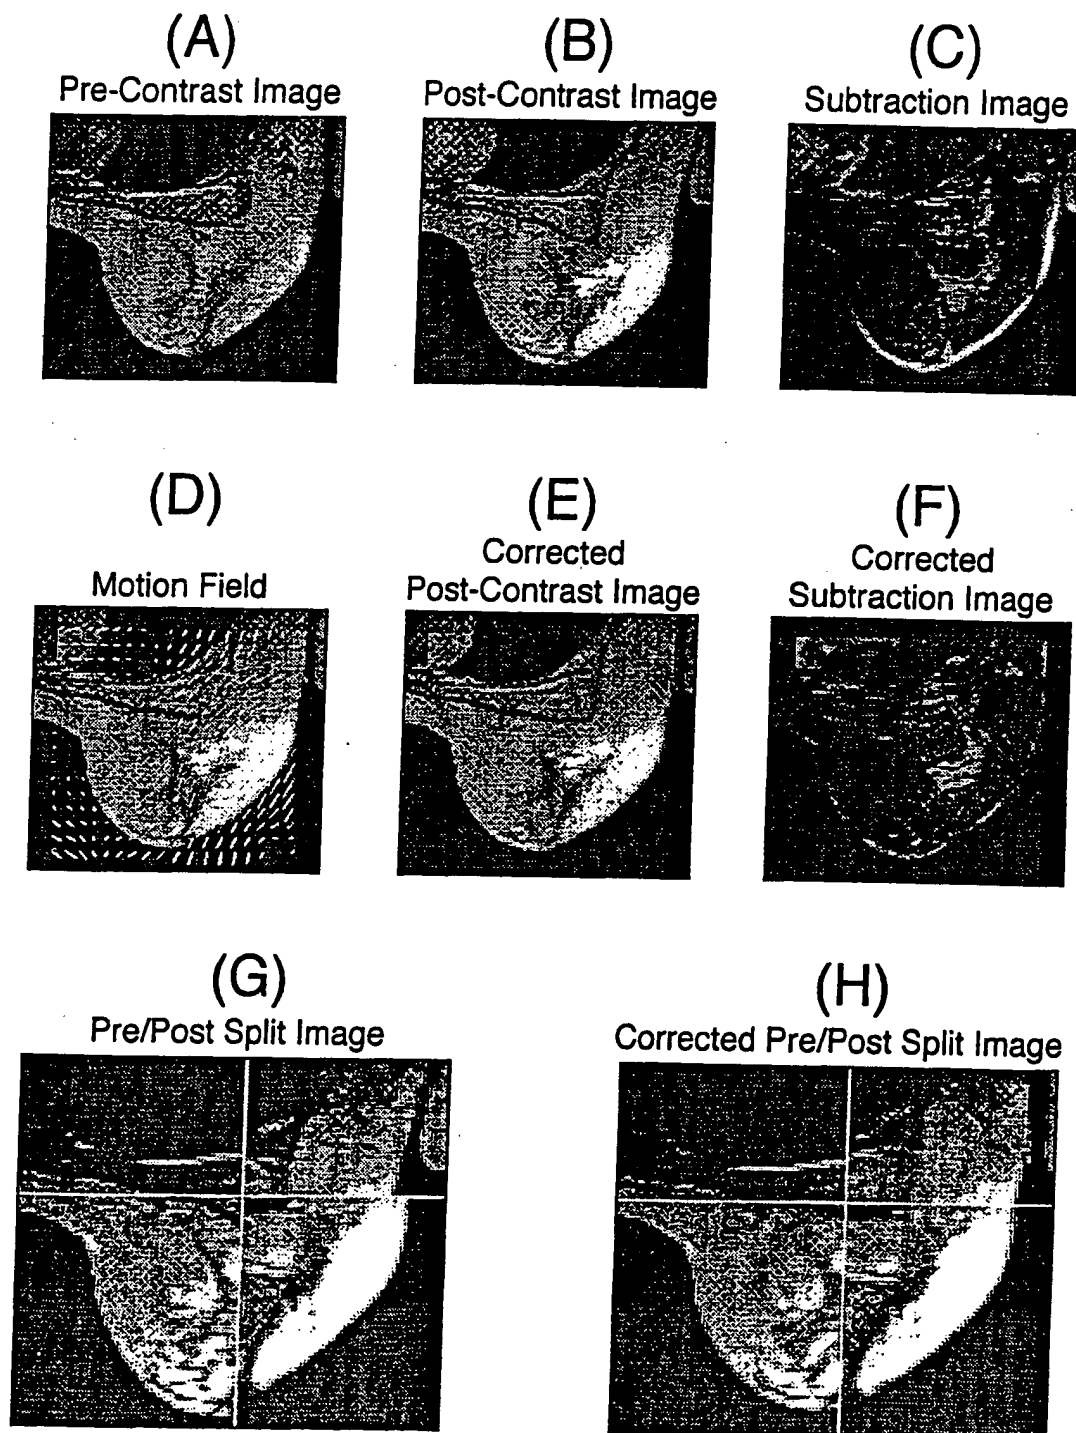 (A)
Pre-Contrast Image
(B)
Post-Contrast Image
(C)
Subtraction Image
(D)
Motion Field
(E)
Corrected
Post-Contrast Image
(F)
Corrected
Subtraction Image
(G)
Pre/Post Split Image
(H)
Corrected Pre/Post Split Image